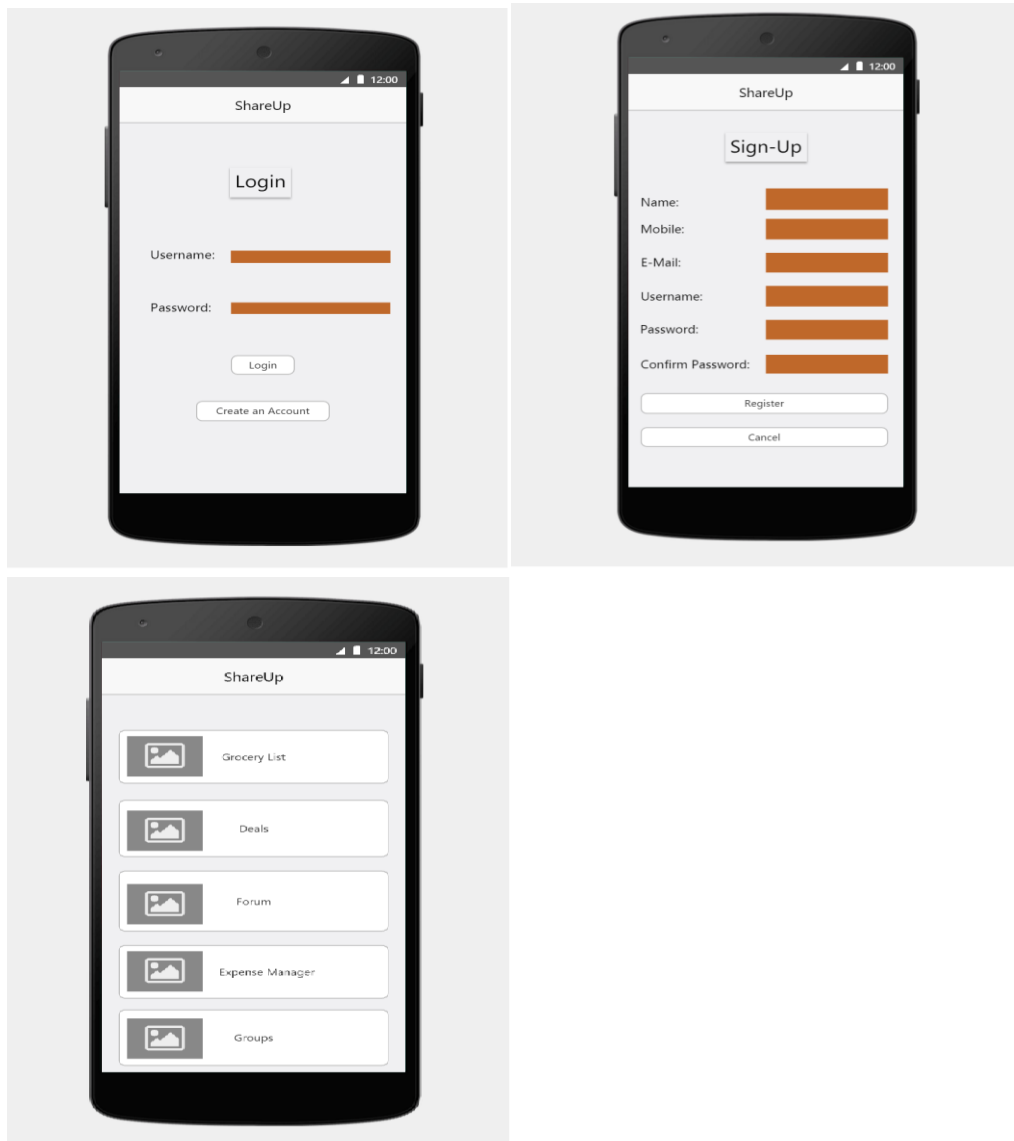 12:00
ShareUp
Login
Username:
Password:
Login
Create an Account
12:00
ShareUp
Sign-Up
Name:
Mobile:
E-Mail:
Username:
Password:
Confirm Password:
Register
Cancel
12:00
ShareUp
Grocery List
Deals
Forum
Expense Manager
Groups